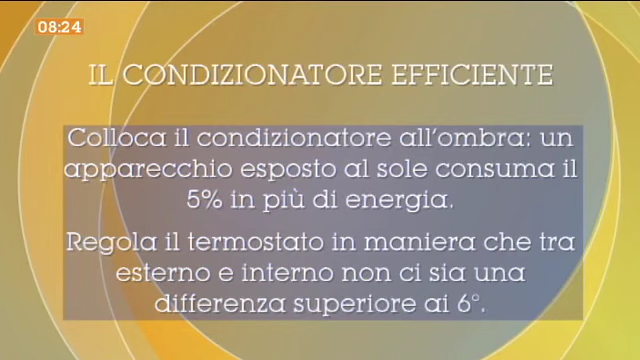 08:24
IL CONDIZIONATORE EFFICIENTE
Colloca il condizionatore all'ombra: un
apparecchio esposto al sole consuma il
5% in più di energia.
Regola il termostato in maniera che tra
esterno e interno non ci sia una
differenza superiore ai 6°.